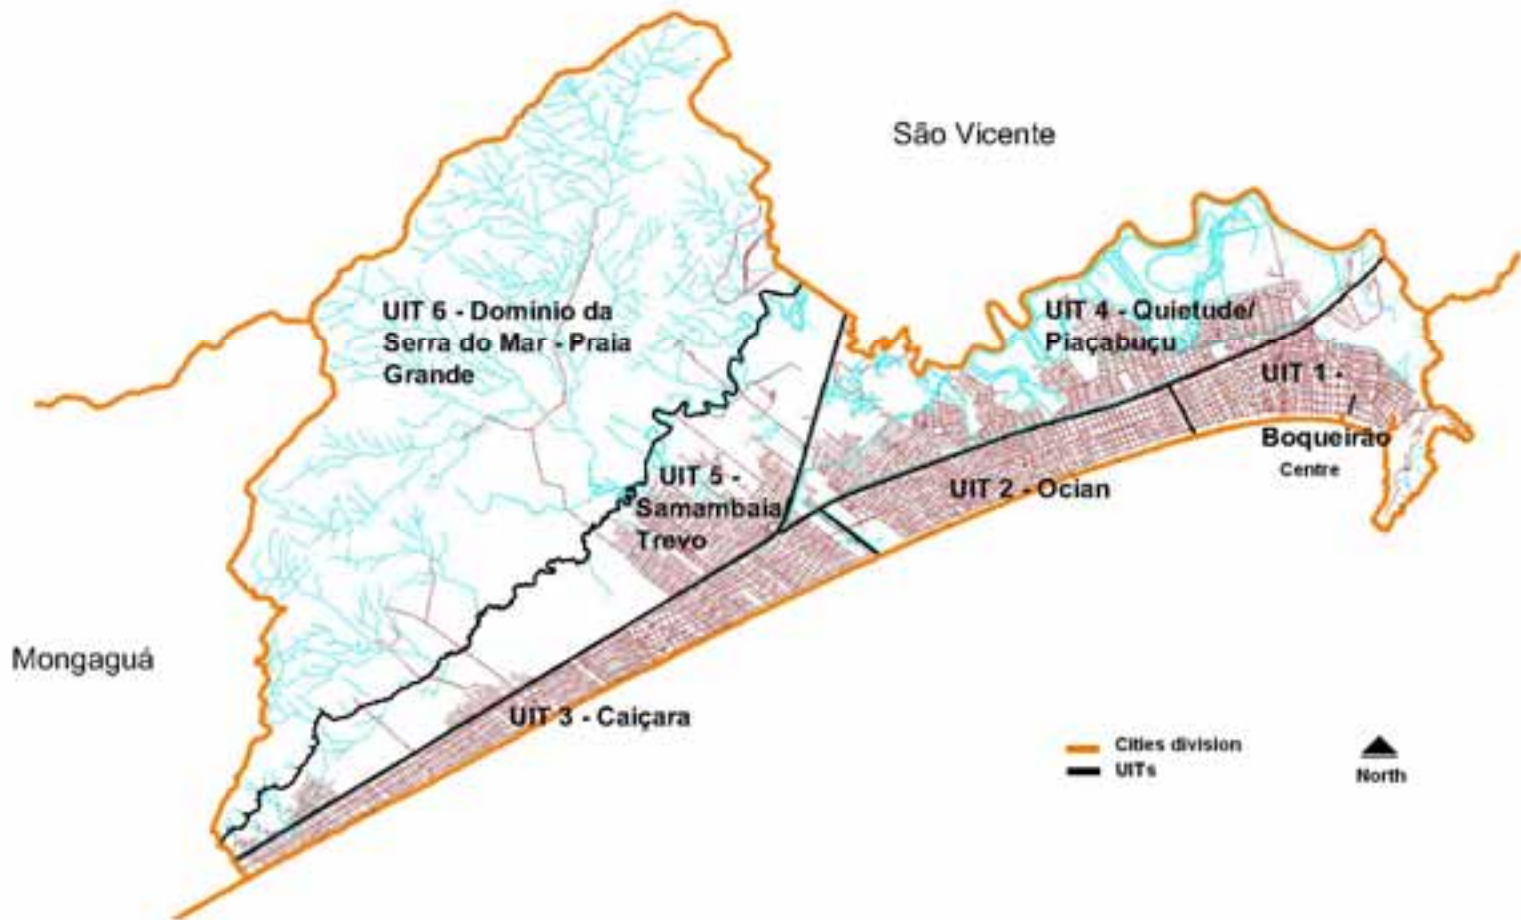 São Vicente
UIT 6 - Domínio da
Serra do Mar - Praia
Grande
UIT 4 - Quietude/
Piaçabuçu
UIT 1 -
Boqueirão
Centre
UIT 5 -
Samambaia/
Trevo
UIT 2 - Ocian
Mongaguá
UIT 3 - Caiçara
Cities division
UITs
North